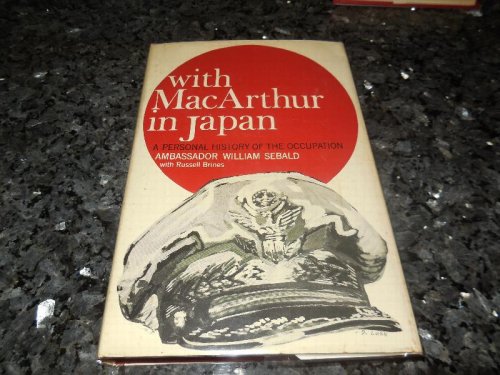 with
MacArthur
in Japan
A PERSONAL HISTORY OF THE OCCUPATION
AMBASSADOR WILLIAM SEBALD
with Russell Brines